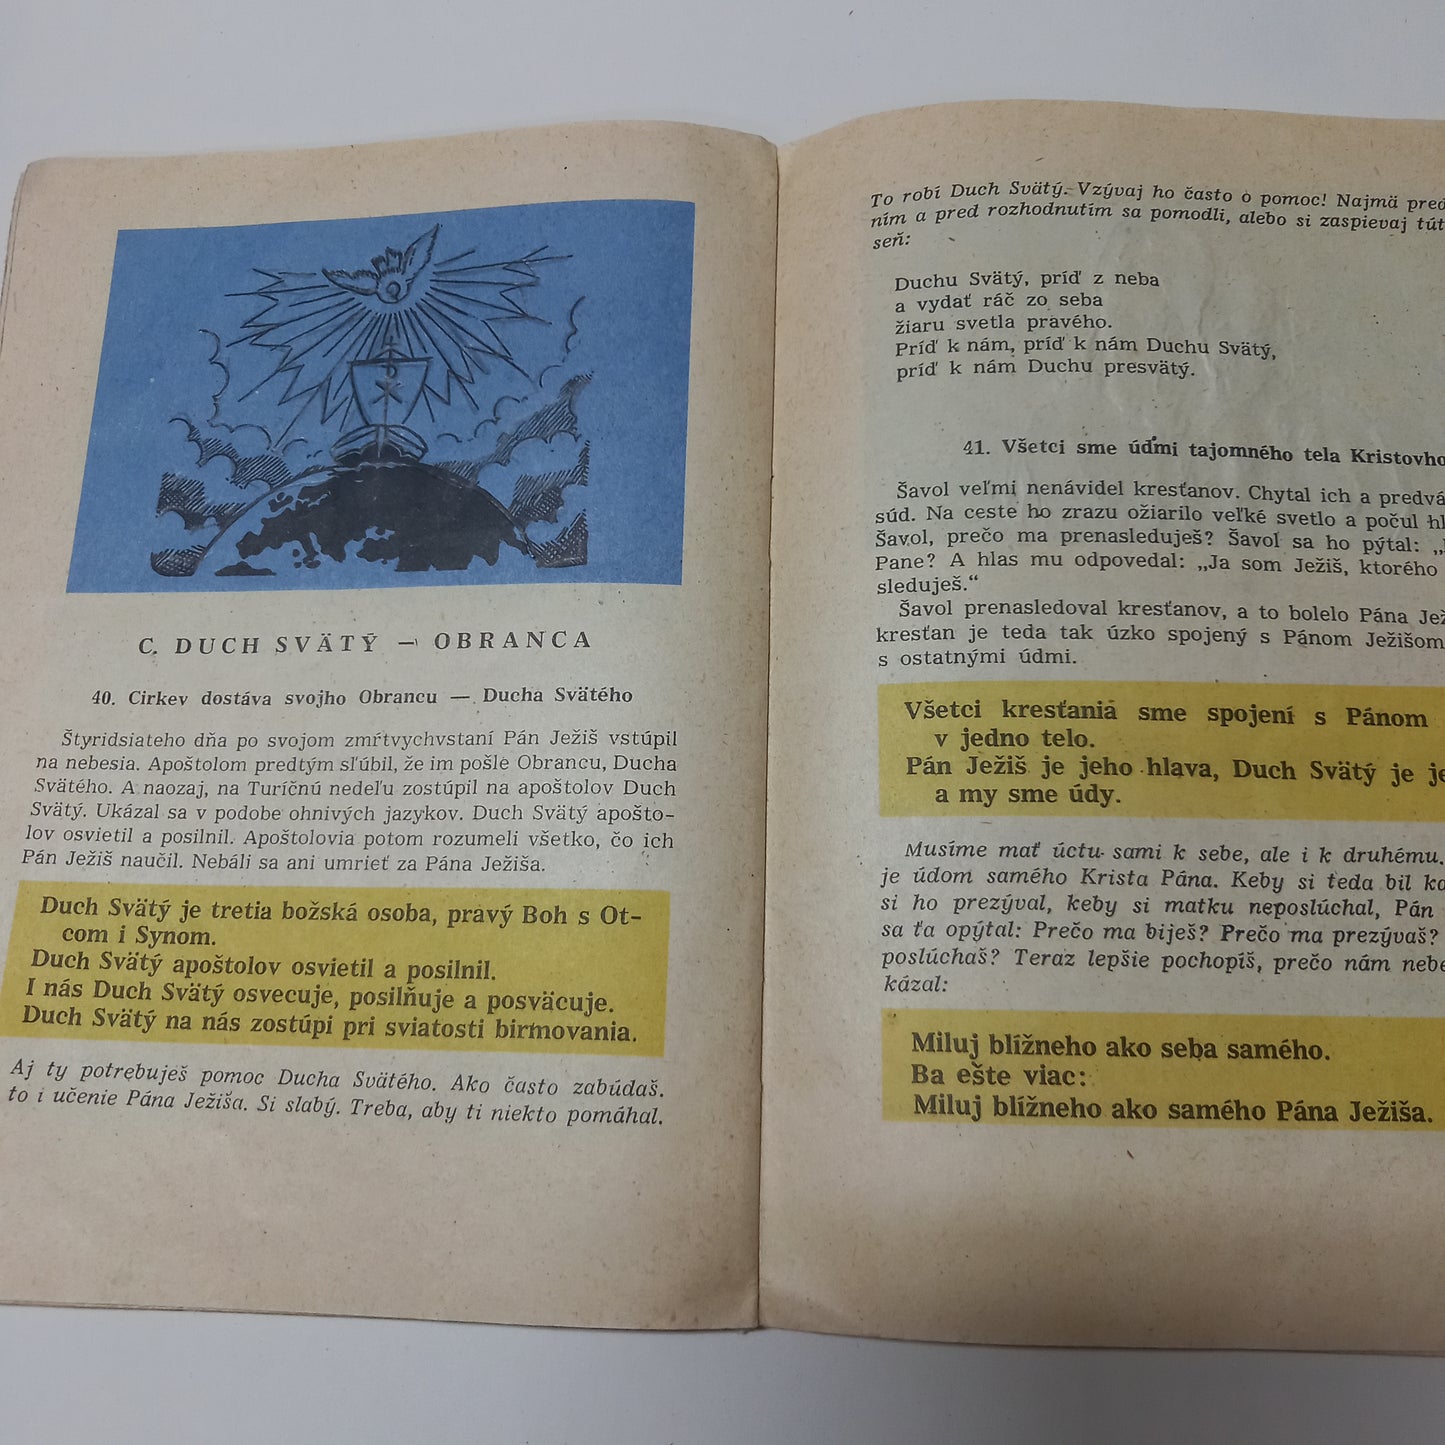 C. DUCH SVÄTÝ — OBRANCA
40. Cirkev dostáva svojho Obrancu — Ducha Svätého
Štyridsiateho dňa po svojom zmŕtvychvstaní Pán Ježiš vstúpil
na nebesia. Apoštolom predtým sľúbil, že im pošle Obrancu, Ducha
Svätého. A naozaj, na Turíčnú nedeľu zostúpil na apoštolov Duch
Svätý. Ukázal sa v podobe ohnivých jazykov. Duch Svätý apošto-
lov osvietil a posilnil. Apoštolovia potom rozumeli všetko, čo ich
Pán Ježiš naučil. Nebáli sa ani umrieť za Pána Ježiša.
Duch Svätý je tretia božská osoba, pravý Boh s Ot-
com i Synom.
Duch Svätý apoštolov osvietil a posilnil.
I nás Duch Svätý osvecuje, posilňuje a posväcuje.
Duch Svätý na nás zostúpi pri sviatosti birmovania.
Aj ty potrebuješ pomoc Ducha Svätého. Ako často zabúdaš.
to i učenie Pána Ježiša. Si slabý. Treba, aby ti niekto pomáhal.
To robí Duch Svätý. Vzývaj ho často o pomoc! Najmä pred
ním a pred rozhodnutím sa pomodli, alebo si zaspievaj tút
seň:
Duchu Svätý, príď z neba
a vydať ráč zo seba
žiaru svetla pravého.
Príď k nám, príď k nám Duchu Svätý,
príď k nám Duchu presvätý.
41. Všetci sme údmi tajomného tela Kristovho
Šavol veľmi nenávidel kresťanov. Chytal ich a predvá
súd. Na ceste ho zrazu ožiarilo veľké svetlo a počul hl
Šavol, prečo ma prenasleduješ? Šavol sa ho pýtal: „
Pane? A hlas mu odpovedal: „Ja som Ježiš, ktorého
sleduješ.“
Šavol prenasledoval kresťanov, a to bolelo Pána Jež
kresťan je teda tak úzko spojený s Pánom Ježišom
s ostatnými údmi.
Všetci kresťania sme spojení s Pánom
v jedno telo.
Pán Ježiš je jeho hlava, Duch Svätý je je
a my sme údy.
Musíme mať úctu sami k sebe, ale i k druhému.
je údom samého Krista Pána. Keby si teda bil ka
si ho prezýval, keby si matku neposlúchal, Pán
sa ťa opýtal: Prečo ma biješ? Prečo ma prezývaš?
poslúchaš? Teraz lepšie pochopíš, prečo nám nebe
kázal:
Miluj blížneho ako seba samého.
Ba ešte viac:
Miluj blížneho ako samého Pána Ježiša.